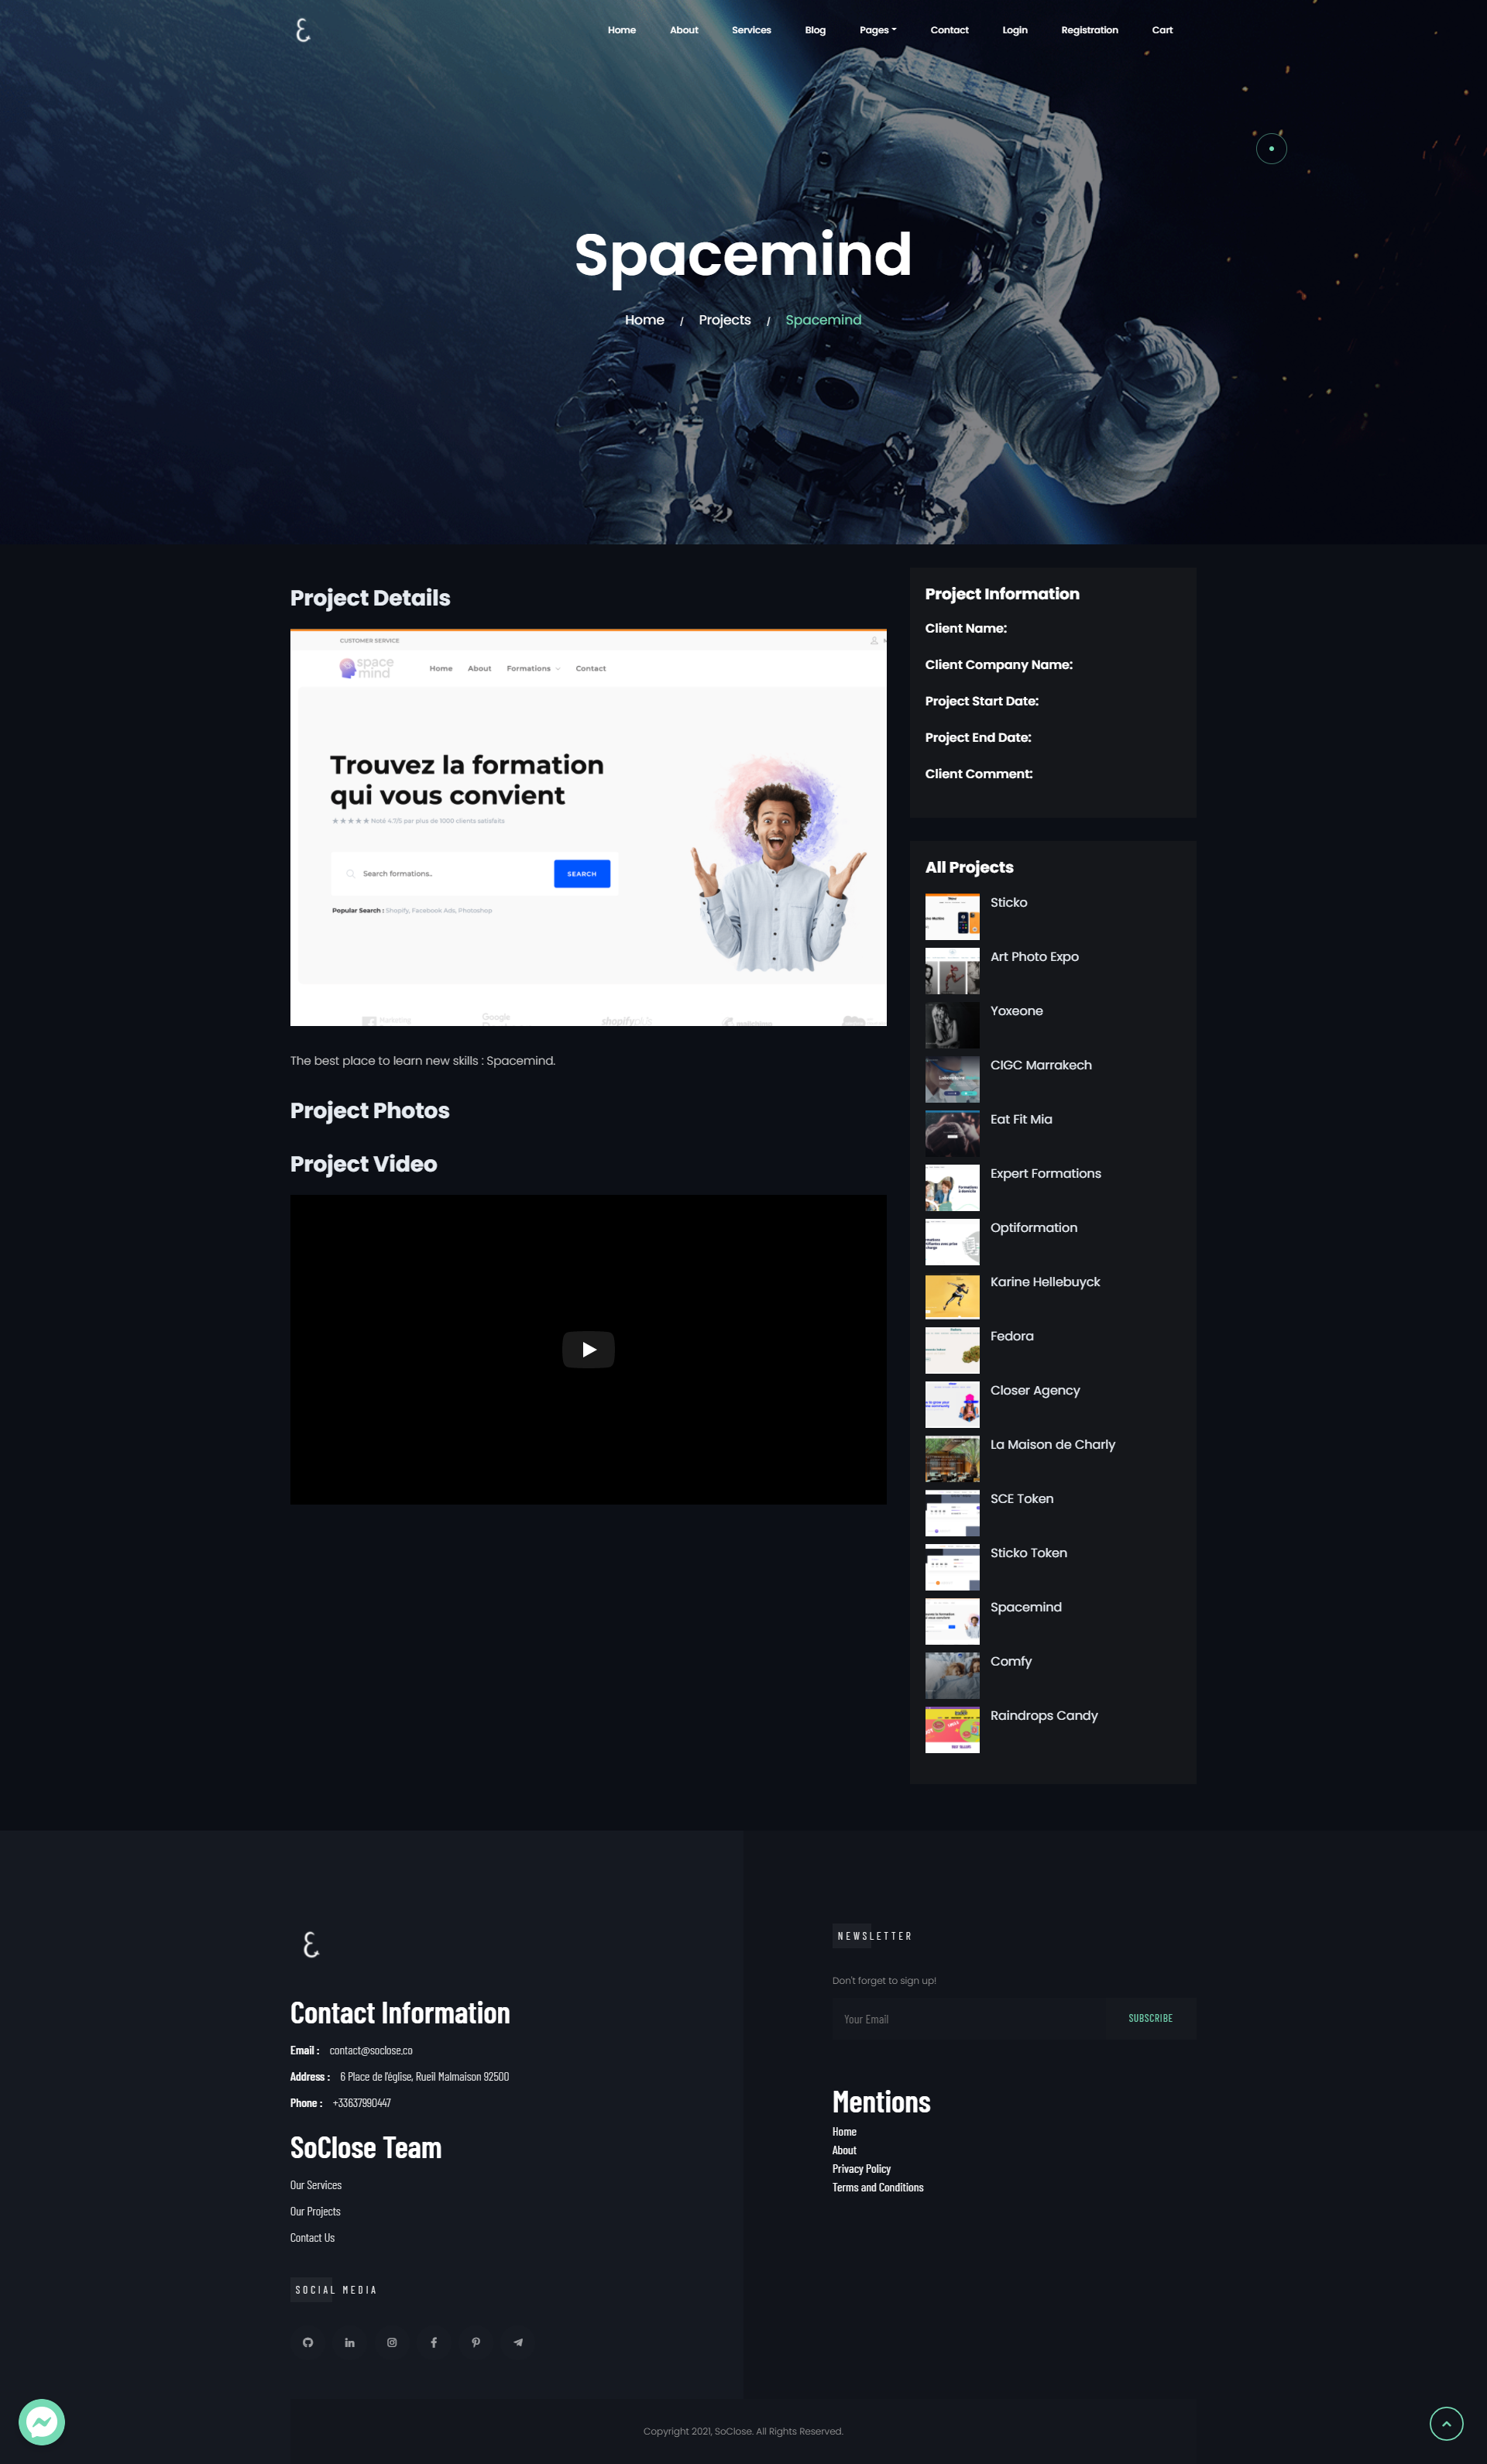 Home About Services Blog Pages Contact Login Registration Cart
Spacemind
Home / Projects / Spacemind
Project Details
CUSTOMER SERVICE
space
mind
Home About Formations Contact
Trouvez la formation
qui vous convient
★★★★★ Noté 4.7/5 par plus de 1000 clients satisfaits
Search formations..
SEARCH
Popular Search : Shopify, Facebook Ads, Photoshop
Marketing
Google
shopifyplus
The best place to learn new skills : Spacemind.
Project Photos
Project Video
Project Information
Client Name:
Client Company Name:
Project Start Date:
Project End Date:
Client Comment:
All Projects
Sticko
Art Photo Expo
Yoxeone
CIGC Marrakech
Eat Fit Mia
Expert Formations
Optiformation
Karine Hellebuyck
Fedora
Closer Agency
La Maison de Charly
SCE Token
Sticko Token
Spacemind
Comfy
Raindrops Candy
Contact Information
Email : contact@soclose.co
Address : 6 Place de l'église, Rueil Malmaison 92500
Phone : +33637990447
SoClose Team
Our Services
Our Projects
Contact Us
SOCIAL MEDIA
NEWSLETTER
Don't forget to sign up!
Your Email
SUBSCRIBE
Mentions
Home
About
Privacy Policy
Terms and Conditions
Copyright 2021, SoClose. All Rights Reserved.